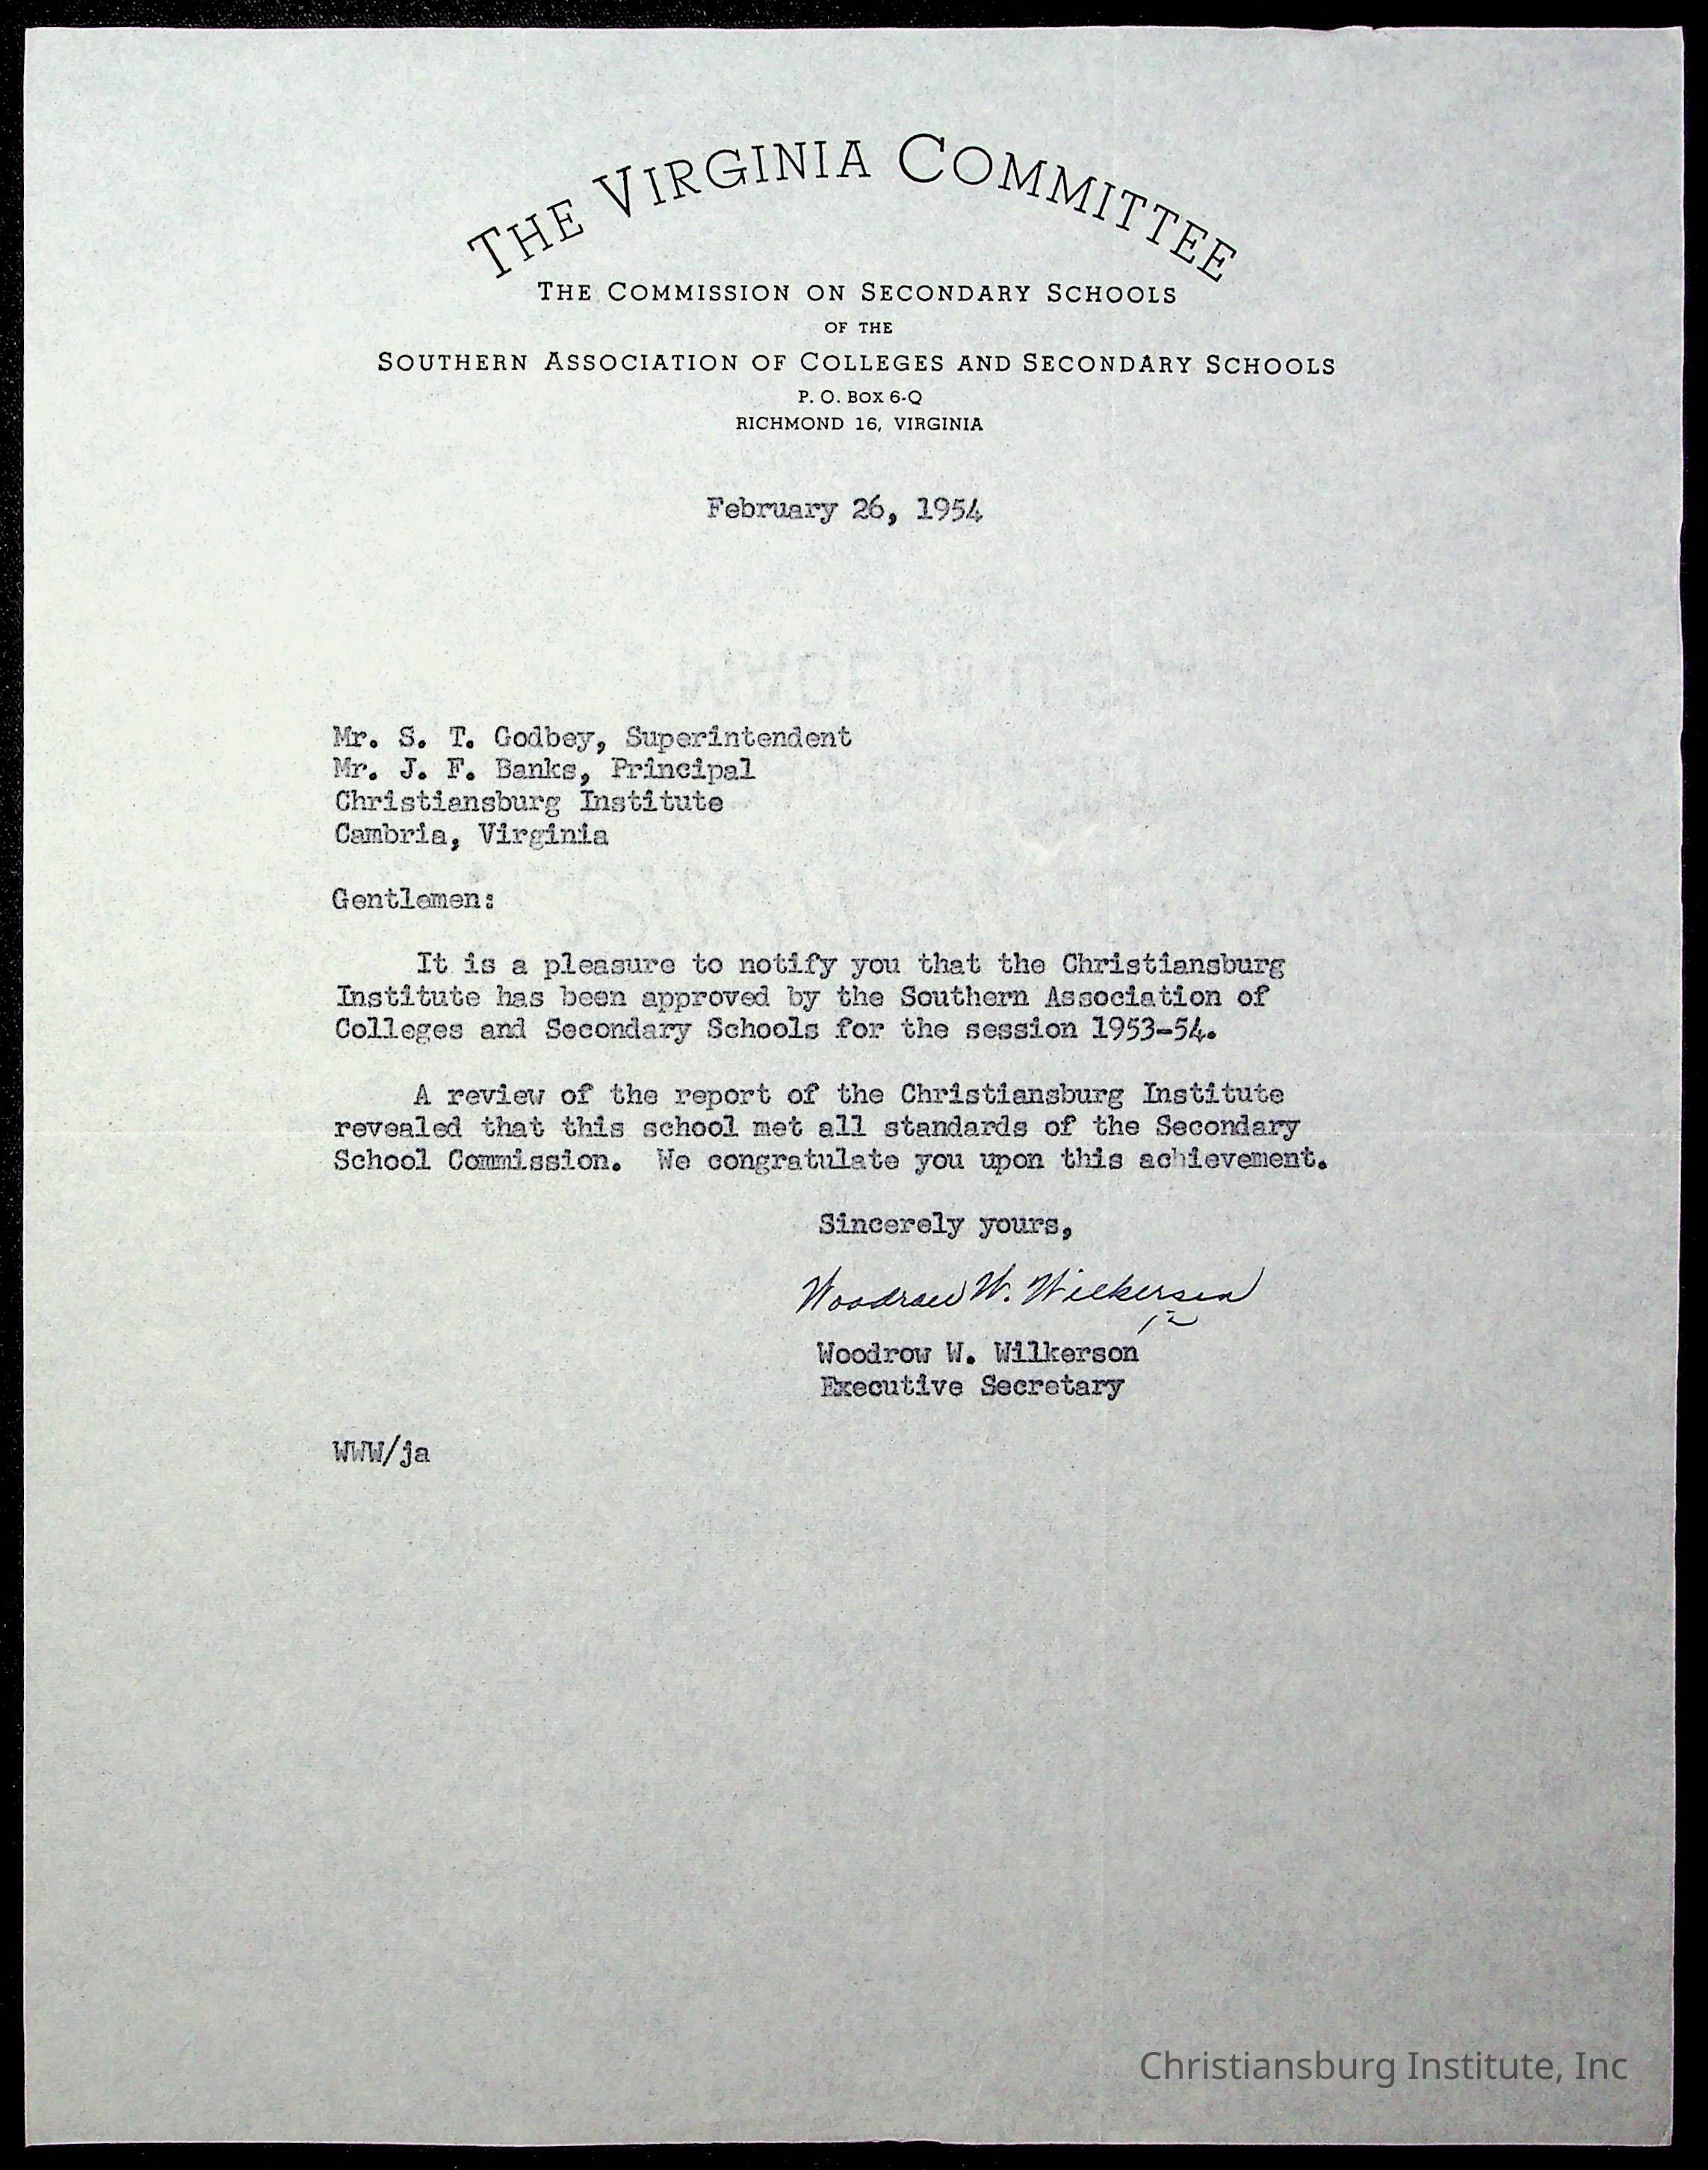 THE VIRGINIA COMMITTEE
THE COMMISSION ON SECONDARY SCHOOLS
OF THE
SOUTHERN ASSOCIATION OF COLLEGES AND SECONDARY SCHOOLS
P. O. BOX 6-Q
RICHMOND 16, VIRGINIA
February 26, 1954
Mr. S. T. Godbey, Superintendent
Mr. J. F. Banks, Principal
Christiansburg Institute
Cambria, Virginia
Gentlemen:
It is a pleasure to notify you that the Christiansburg
Institute has been approved by the Southern Association of
Colleges and Secondary Schools for the session 1953-54.
A review of the report of the Christiansburg Institute
revealed that this school met all standards of the Secondary
School Commission. We congratulate you upon this achievement.
Sincerely yours,
Woodrow W. Wilkerson
Woodrow W. Wilkerson
Executive Secretary
WWW/ja
Christiansburg Institute, Inc